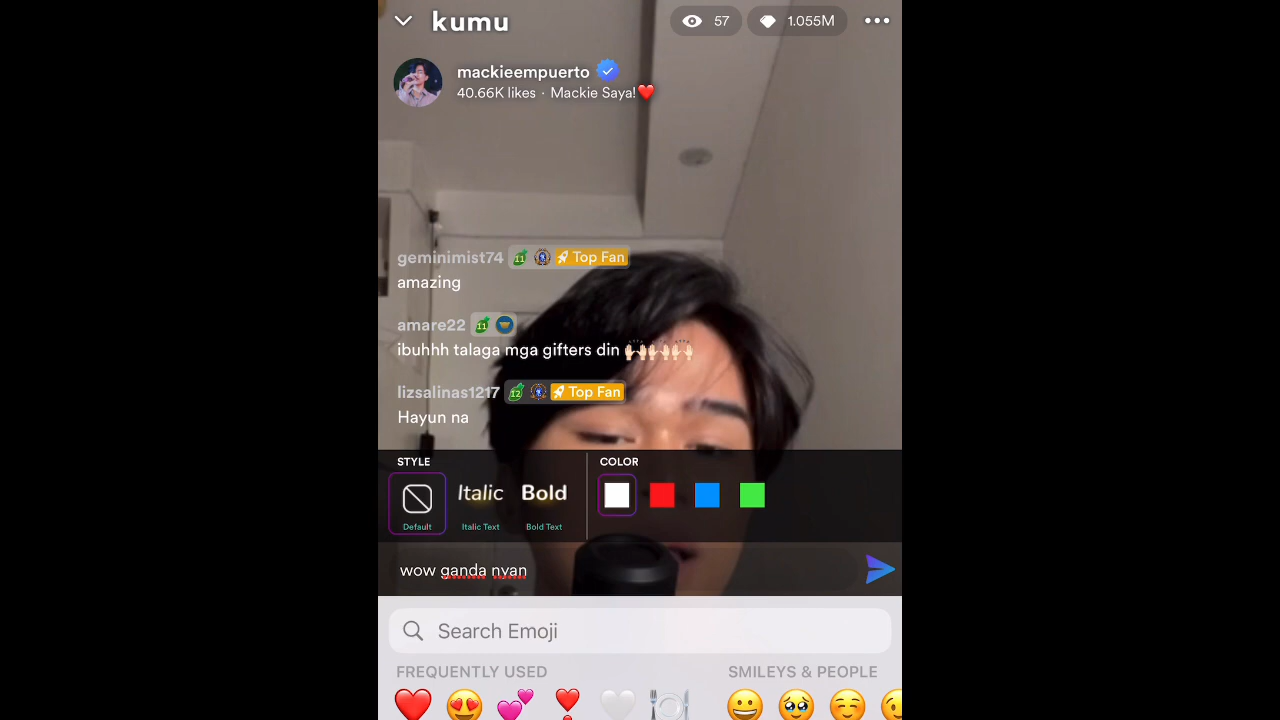 kumu
57
1.055M
mackieempuerto
40.66K likes · Mackie Saya!❤️
geminimist74 11 Top Fan
amazing
amare22 11
ibuhhh talaga mga gifters din 🙌🏻🙌🏻🙌🏻
lizsalinas1217 12 Top Fan
Hayun na
STYLE
COLOR
Italic
Bold
Default
Italic Text
Bold Text
wow ganda nyan
Search Emoji
FREQUENTLY USED
SMILEYS & PEOPLE